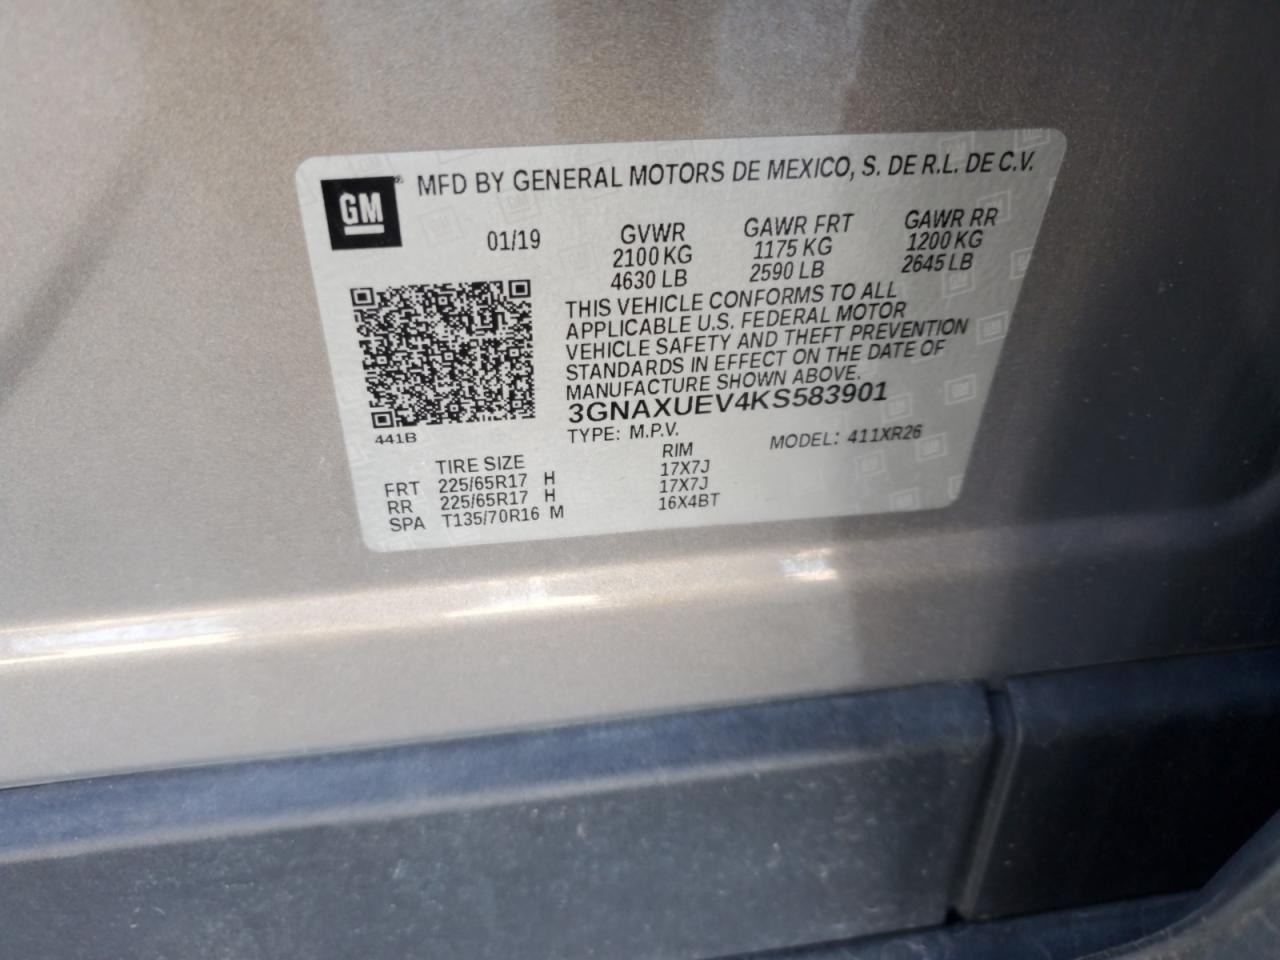 GM
MFD BY GENERAL MOTORS DE MEXICO, S. DE R.L. DE C.V.
01/19
GVWR GAWR FRT GAWR RR
2100 KG 1175 KG 1200 KG
4630 LB 2590 LB 2645 LB
THIS VEHICLE CONFORMS TO ALL
APPLICABLE U.S. FEDERAL MOTOR
VEHICLE SAFETY AND THEFT PREVENTION
STANDARDS IN EFFECT ON THE DATE OF
MANUFACTURE SHOWN ABOVE.
3GNAXUEV4KS583901
441B
TYPE: M.P.V. MODEL: 411XR26
TIRE SIZE RIM
FRT 225/65R17 H 17X7J
RR 225/65R17 H 17X7J
SPA T135/70R16 M 16X4BT